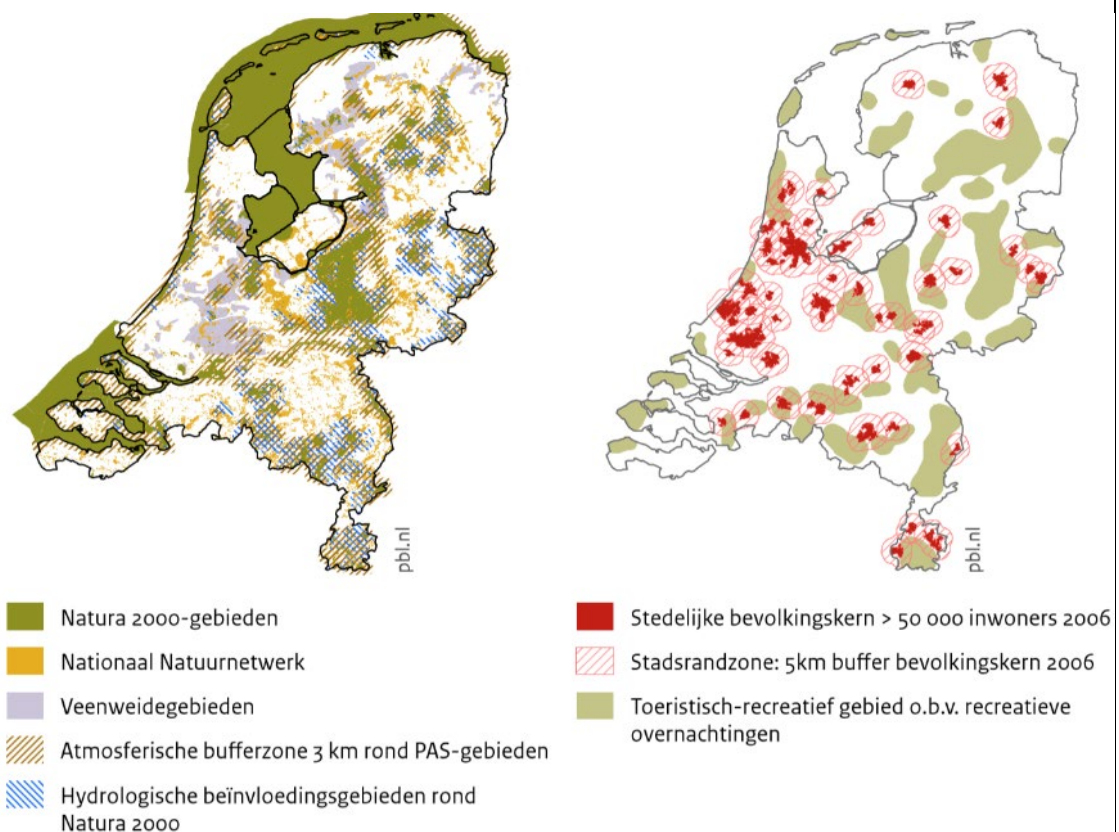 pbl.nl
pbl.nl
Natura 2000-gebieden
Nationaal Natuurnetwerk
Veenweidegebieden
Atmosferische bufferzone 3 km rond PAS-gebieden
Hydrologische beïnvloedingsgebieden rond
Natura 2000
Stedelijke bevolkingskern > 50 000 inwoners 2006
Stadsrandzone: 5km buffer bevolkingskern 2006
Toeristisch-recreatief gebied o.b.v. recreatieve
overnachtingen